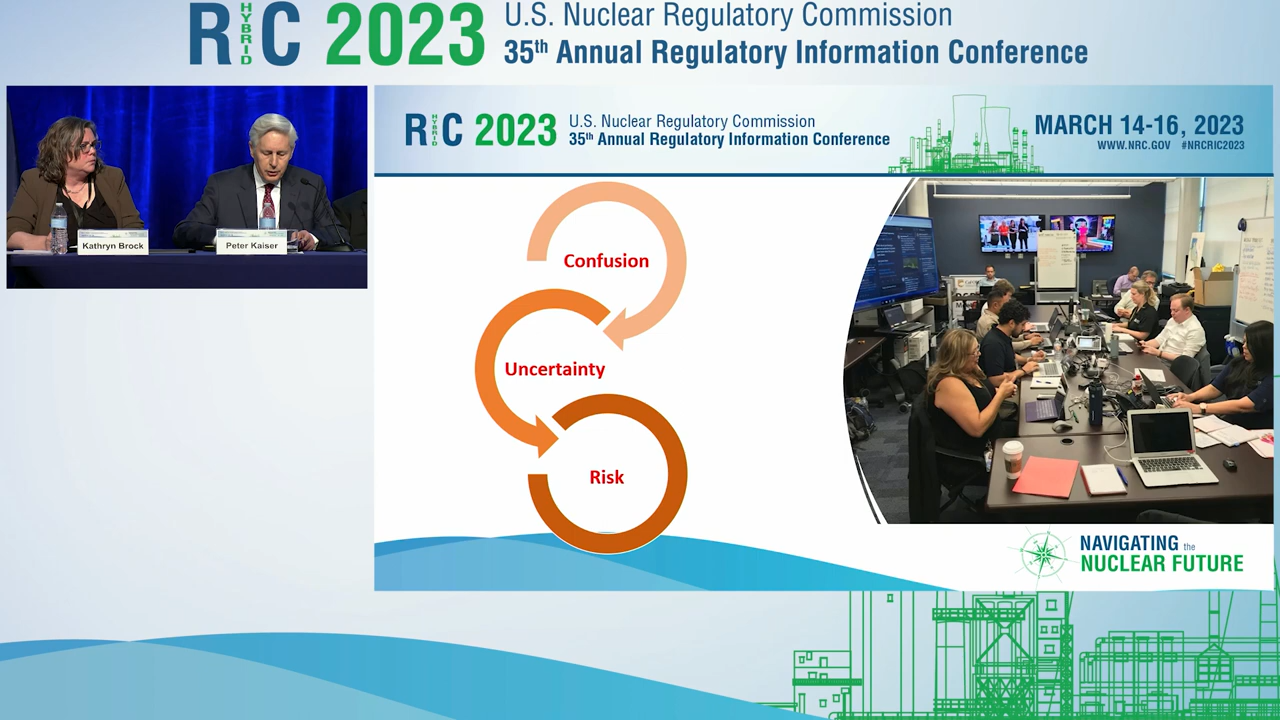 RIC 2023
HYBRID
U.S. Nuclear Regulatory Commission
35th Annual Regulatory Information Conference
Kathryn Brock
Peter Kaiser
RIC 2023
HYBRID
U.S. Nuclear Regulatory Commission
35th Annual Regulatory Information Conference
MARCH 14-16, 2023
WWW.NRC.GOV #NRCRIC2023
Confusion
Uncertainty
Risk
NAVIGATING the
NUCLEAR FUTURE